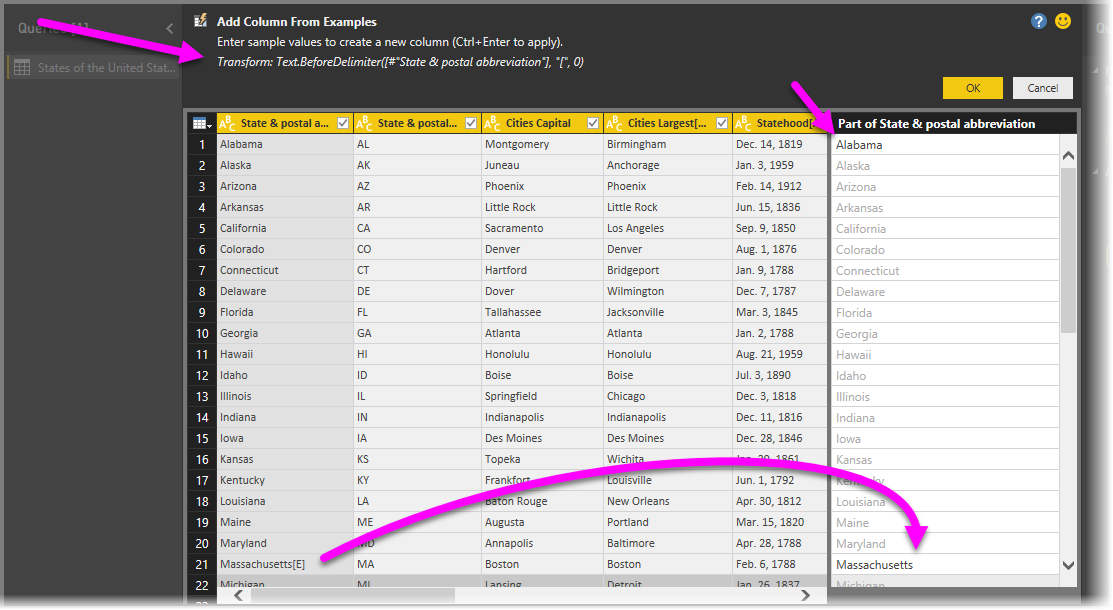 Queries [1]
States of the United Stat...
Add Column From Examples
Enter sample values to create a new column (Ctrl+Enter to apply).
Transform: Text.BeforeDelimiter([#"State & postal abbreviation"], "[", 0)
OK Cancel
State & postal a... State & postal... Cities Capital Cities Largest[... Statehood[ Part of State & postal abbreviation
1 Alabama AL Montgomery Birmingham Dec. 14, 1819 Alabama
2 Alaska AK Juneau Anchorage Jan. 3, 1959 Alaska
3 Arizona AZ Phoenix Phoenix Feb. 14, 1912 Arizona
4 Arkansas AR Little Rock Little Rock Jun. 15, 1836 Arkansas
5 California CA Sacramento Los Angeles Sep. 9, 1850 California
6 Colorado CO Denver Denver Aug. 1, 1876 Colorado
7 Connecticut CT Hartford Bridgeport Jan. 9, 1788 Connecticut
8 Delaware DE Dover Wilmington Dec. 7, 1787 Delaware
9 Florida FL Tallahassee Jacksonville Mar. 3, 1845 Florida
10 Georgia GA Atlanta Atlanta Jan. 2, 1788 Georgia
11 Hawaii HI Honolulu Honolulu Aug. 21, 1959 Hawaii
12 Idaho ID Boise Boise Jul. 3, 1890 Idaho
13 Illinois IL Springfield Chicago Dec. 3, 1818 Illinois
14 Indiana IN Indianapolis Indianapolis Dec. 11, 1816 Indiana
15 Iowa IA Des Moines Des Moines Dec. 28, 1846 Iowa
16 Kansas KS Topeka Wichita Jan. 29, 1861 Kansas
17 Kentucky KY Frankfort Louisville Jun. 1, 1792 Kentucky
18 Louisiana LA Baton Rouge New Orleans Apr. 30, 1812 Louisiana
19 Maine ME Augusta Portland Mar. 15, 1820 Maine
20 Maryland MD Annapolis Baltimore Apr. 28, 1788 Maryland
21 Massachusetts[E] MA Boston Boston Feb. 6, 1788 Massachusetts
22 Michigan MI Lansing Detroit Jan. 26, 1837 Michigan